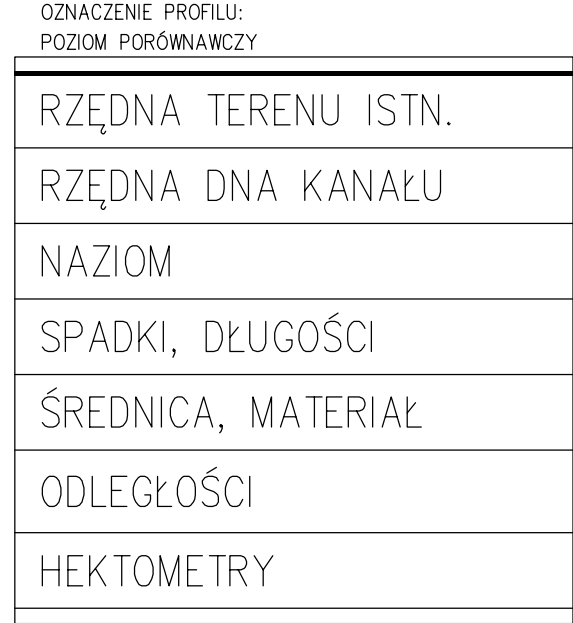 OZNACZENIE PROFILU:
POZIOM PORÓWNAWCZY
RZĘDNA TERENU ISTN.
RZĘDNA DNA KANAŁU
NAZIOM
SPADKI, DŁUGOŚCI
ŚREDNICA, MATERIAŁ
ODLEGŁOŚCI
HEKTOMETRY